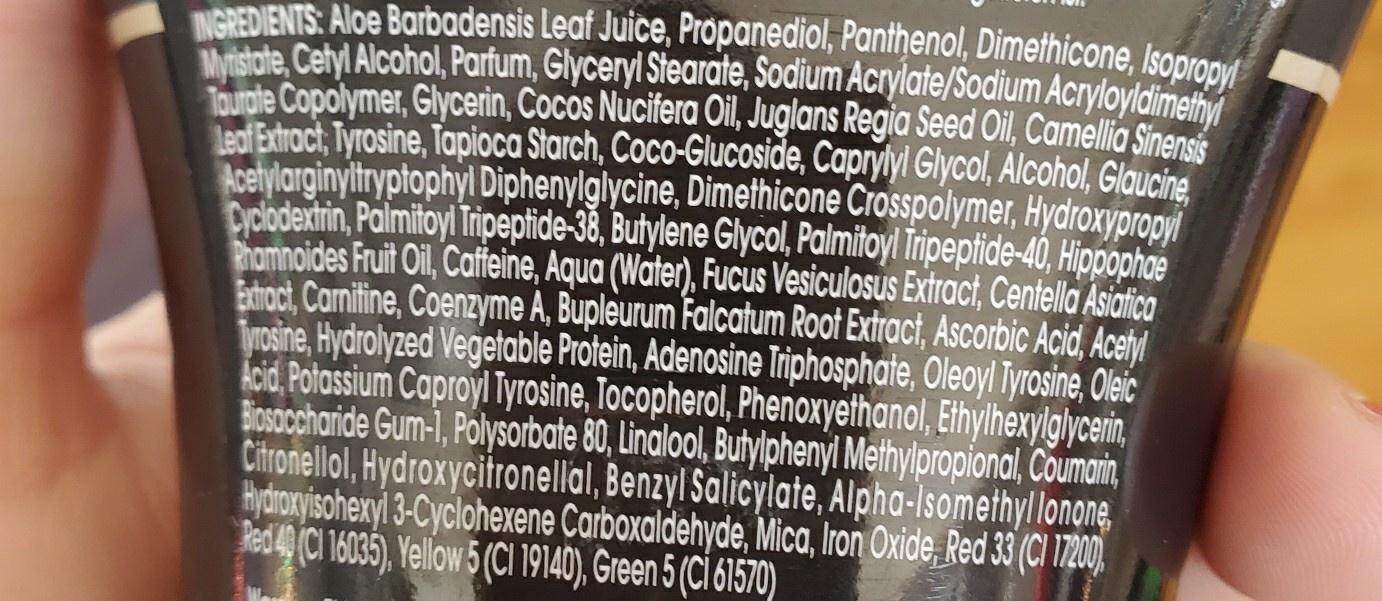 INGREDIENTS: Aloe Barbadensis Leaf Juice, Propanediol, Panthenol, Dimethicone, Isopropyl
Myristate, Cetyl Alcohol, Parfum, Glyceryl Stearate, Sodium Acrylate/Sodium Acryloyldimethyl
Taurate Copolymer, Glycerin, Cocos Nucifera Oil, Juglans Regia Seed Oil, Camellia Sinensis
Leaf Extract, Tyrosine, Tapioca Starch, Coco-Glucoside, Caprylyl Glycol, Alcohol, Glaucine,
Acetylarginyltryptophyl Diphenylglycine, Dimethicone Crosspolymer, Hydroxypropyl
Cyclodextrin, Palmitoyl Tripeptide-38, Butylene Glycol, Palmitoyl Tripeptide-40, Hippophae
Rhamnoides Fruit Oil, Caffeine, Aqua (Water), Fucus Vesiculosus Extract, Centella Asiatica
Extract, Carnitine, Coenzyme A, Bupleurum Falcatum Root Extract, Ascorbic Acid, Acetyl
Tyrosine, Hydrolyzed Vegetable Protein, Adenosine Triphosphate, Oleoyl Tyrosine, Oleic
Acid, Potassium Caproyl Tyrosine, Tocopherol, Phenoxyethanol, Ethylhexylglycerin,
Biosaccharide Gum-1, Polysorbate 80, Linalool, Butylphenyl Methylpropional, Coumarin,
Citronellol, Hydroxycitronellal, Benzyl Salicylate, Alpha-Isomethyl Ionone,
Hydroxyisohexyl 3-Cyclohexene Carboxaldehyde, Mica, Iron Oxide, Red 33 (CI 17200),
Red 40 (CI 16035), Yellow 5 (CI 19140), Green 5 (CI 61570)